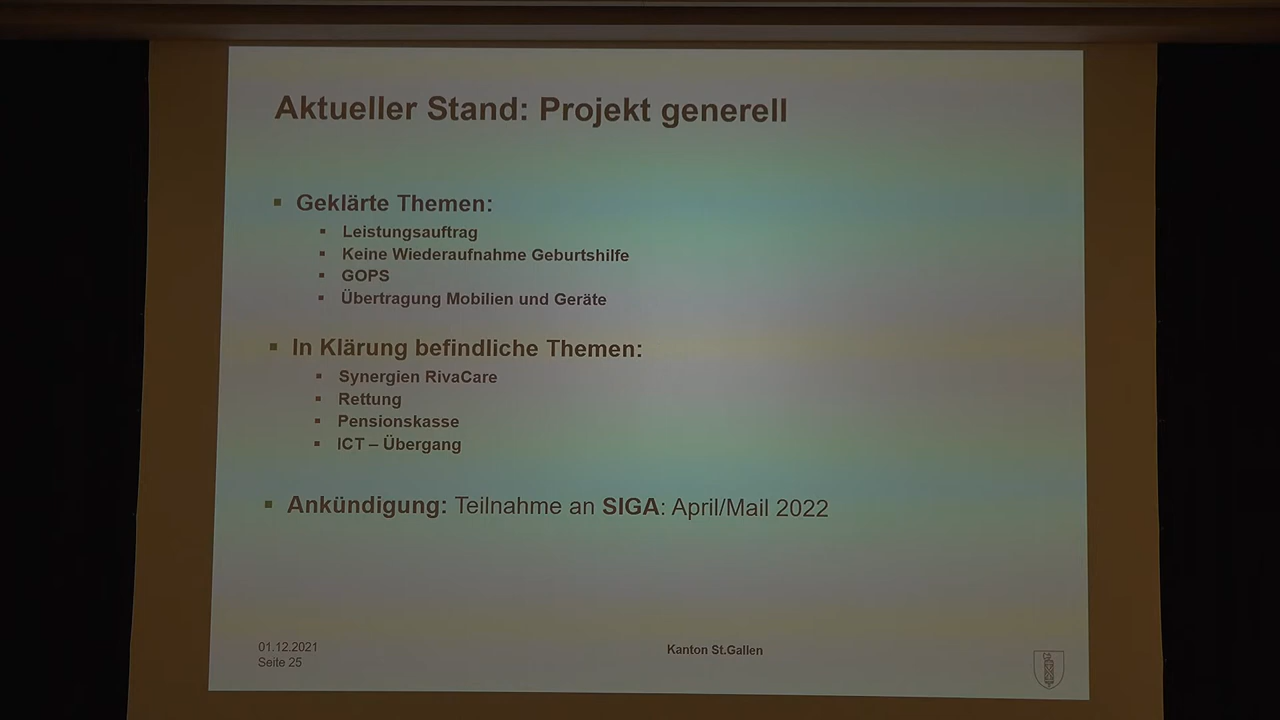 Aktueller Stand: Projekt generell
▪ Geklärte Themen:
▪ Leistungsauftrag
▪ Keine Wiederaufnahme Geburtshilfe
▪ GOPS
▪ Übertragung Mobilien und Geräte
▪ In Klärung befindliche Themen:
▪ Synergien RivaCare
▪ Rettung
▪ Pensionskasse
▪ ICT – Übergang
▪ Ankündigung: Teilnahme an SIGA: April/Mail 2022
01.12.2021
Seite 25
Kanton St.Gallen